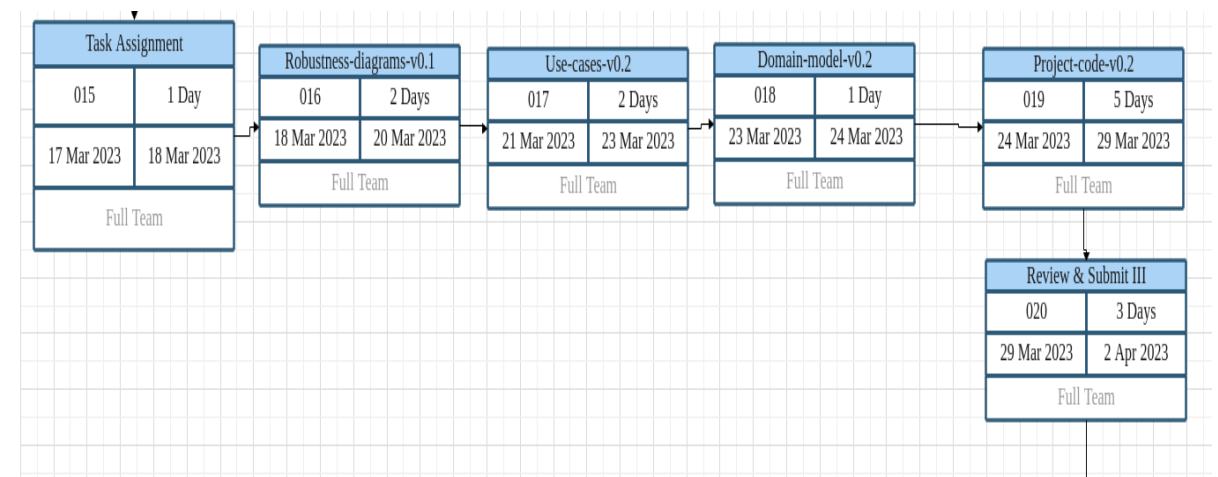 Task Assignment
015 1 Day
17 Mar 2023 18 Mar 2023
Full Team
Robustness-diagrams-v0.1
016 2 Days
18 Mar 2023 20 Mar 2023
Full Team
Use-cases-v0.2
017 2 Days
21 Mar 2023 23 Mar 2023
Full Team
Domain-model-v0.2
018 1 Day
23 Mar 2023 24 Mar 2023
Full Team
Project-code-v0.2
019 5 Days
24 Mar 2023 29 Mar 2023
Full Team
Review & Submit III
020 3 Days
29 Mar 2023 2 Apr 2023
Full Team